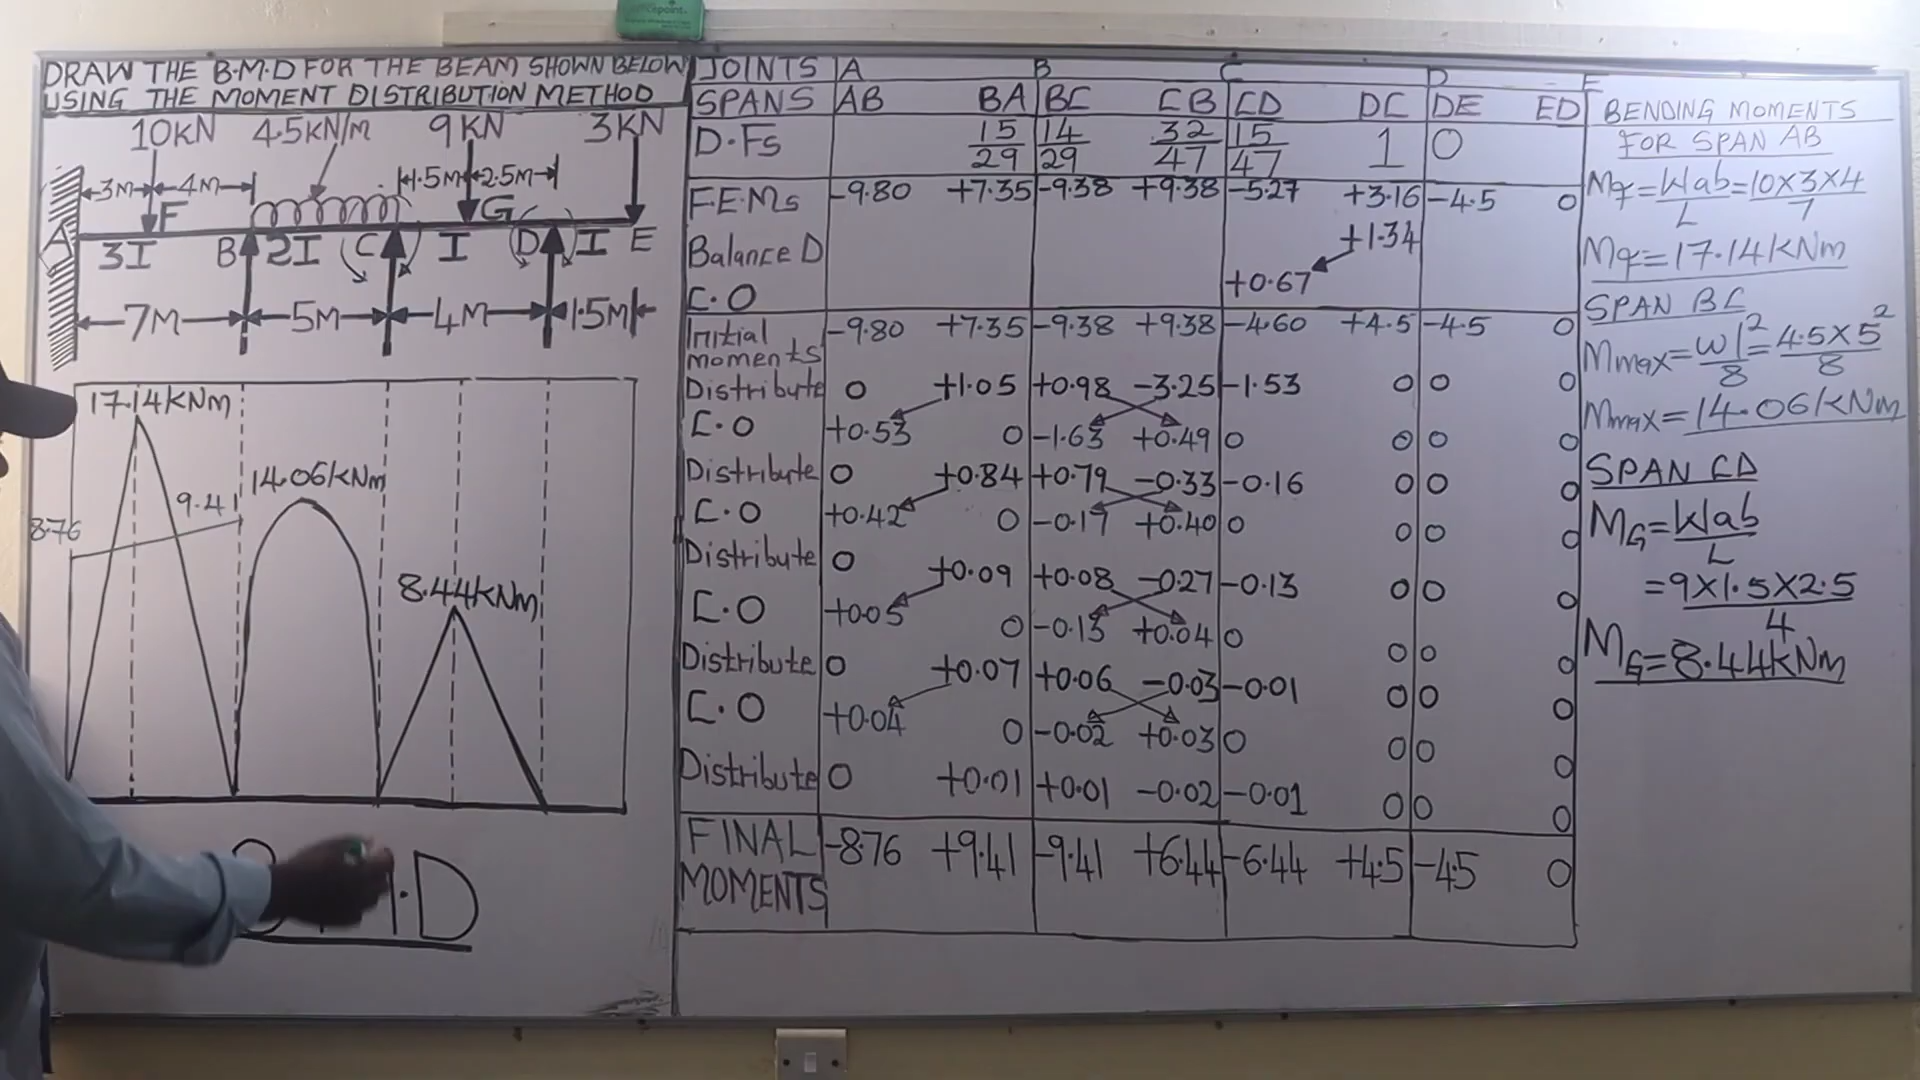 DRAW THE B.M.D FOR THE BEAM SHOWN BELOW
USING THE MOMENT DISTRIBUTION METHOD
10KN 4.5KN/M 9KN 3KN
3M 4M 1.5M 2.5M
F G
A B C D E
3I 2I I I
7M 5M 4M 1.5M
17.14KNm
14.06KNm
9.41
8.76
8.44KNm
M.D
JOINTS A B C D E
SPANS AB BA BC CB CD DC DE ED
D.Fs 15/29 14/29 32/47 15/47 1 0
F.E.Ms -9.80 +7.35 -9.38 +9.38 -5.27 +3.16 -4.5 0
Balance D +1.34
C.O +0.67
Initial moments -9.80 +7.35 -9.38 +9.38 -4.60 +4.5 -4.5 0
Distribute 0 +1.05 +0.98 -3.25 -1.53 0 0 0
C.O +0.53 0 -1.63 +0.49 0 0 0 0
Distribute 0 +0.84 +0.79 -0.33 -0.16 0 0 0
C.O +0.42 0 -0.17 +0.40 0 0 0 0
Distribute 0 +0.09 +0.08 -0.27 -0.13 0 0 0
C.O +0.05 0 -0.13 +0.04 0 0 0 0
Distribute 0 +0.07 +0.06 -0.03 -0.01 0 0 0
C.O +0.04 0 -0.02 +0.03 0 0 0 0
Distribute 0 +0.01 +0.01 -0.02 -0.01 0 0 0
FINAL MOMENTS -8.76 +9.41 -9.41 +6.44 -6.44 +4.5 -4.5 0
BENDING MOMENTS
FOR SPAN AB
Mf=Wab/L=10×3×4/7
Mf=17.14KNm
SPAN BC
Mmax=wl²/8=4.5×5²/8
Mmax=14.06KNm
SPAN CD
MG=Wab/L
=9×1.5×2.5/4
MG=8.44KNm